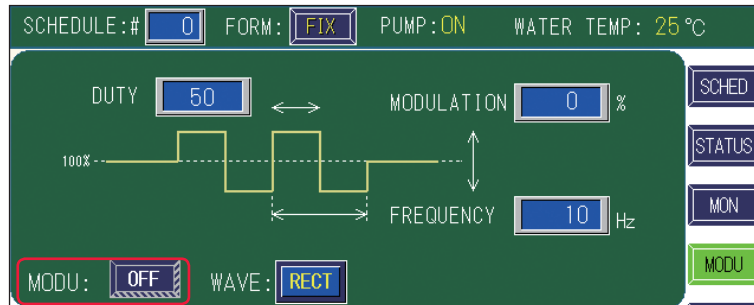 SCHEDULE:# 0 FORM: FIX PUMP:ON WATER TEMP: 25 °C
DUTY 50
MODULATION 0 %
100%
FREQUENCY 10 Hz
MODU: OFF WAVE: RECT
SCHED
STATUS
MON
MODU